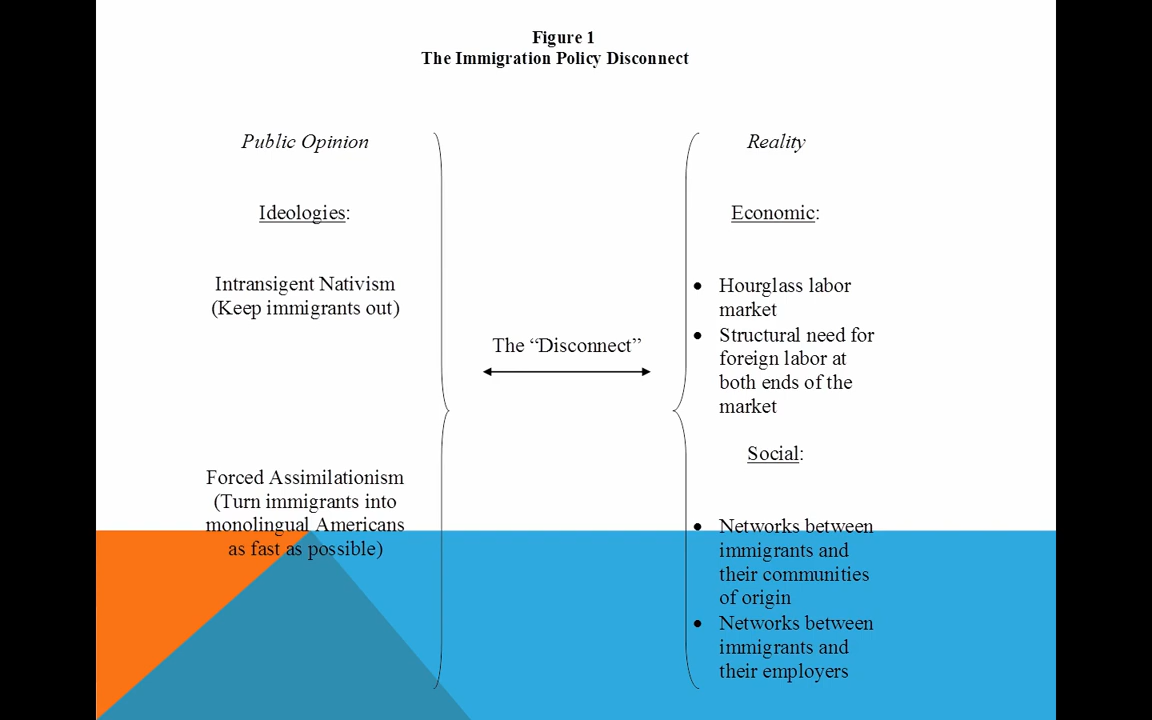 Figure 1
The Immigration Policy Disconnect
Public Opinion
Ideologies:
Intransigent Nativism
(Keep immigrants out)
Forced Assimilationism
(Turn immigrants into
monolingual Americans
as fast as possible)
The “Disconnect”
Reality
Economic:
• Hourglass labor
market
• Structural need for
foreign labor at
both ends of the
market
Social:
• Networks between
immigrants and
their communities
of origin
• Networks between
immigrants and
their employers